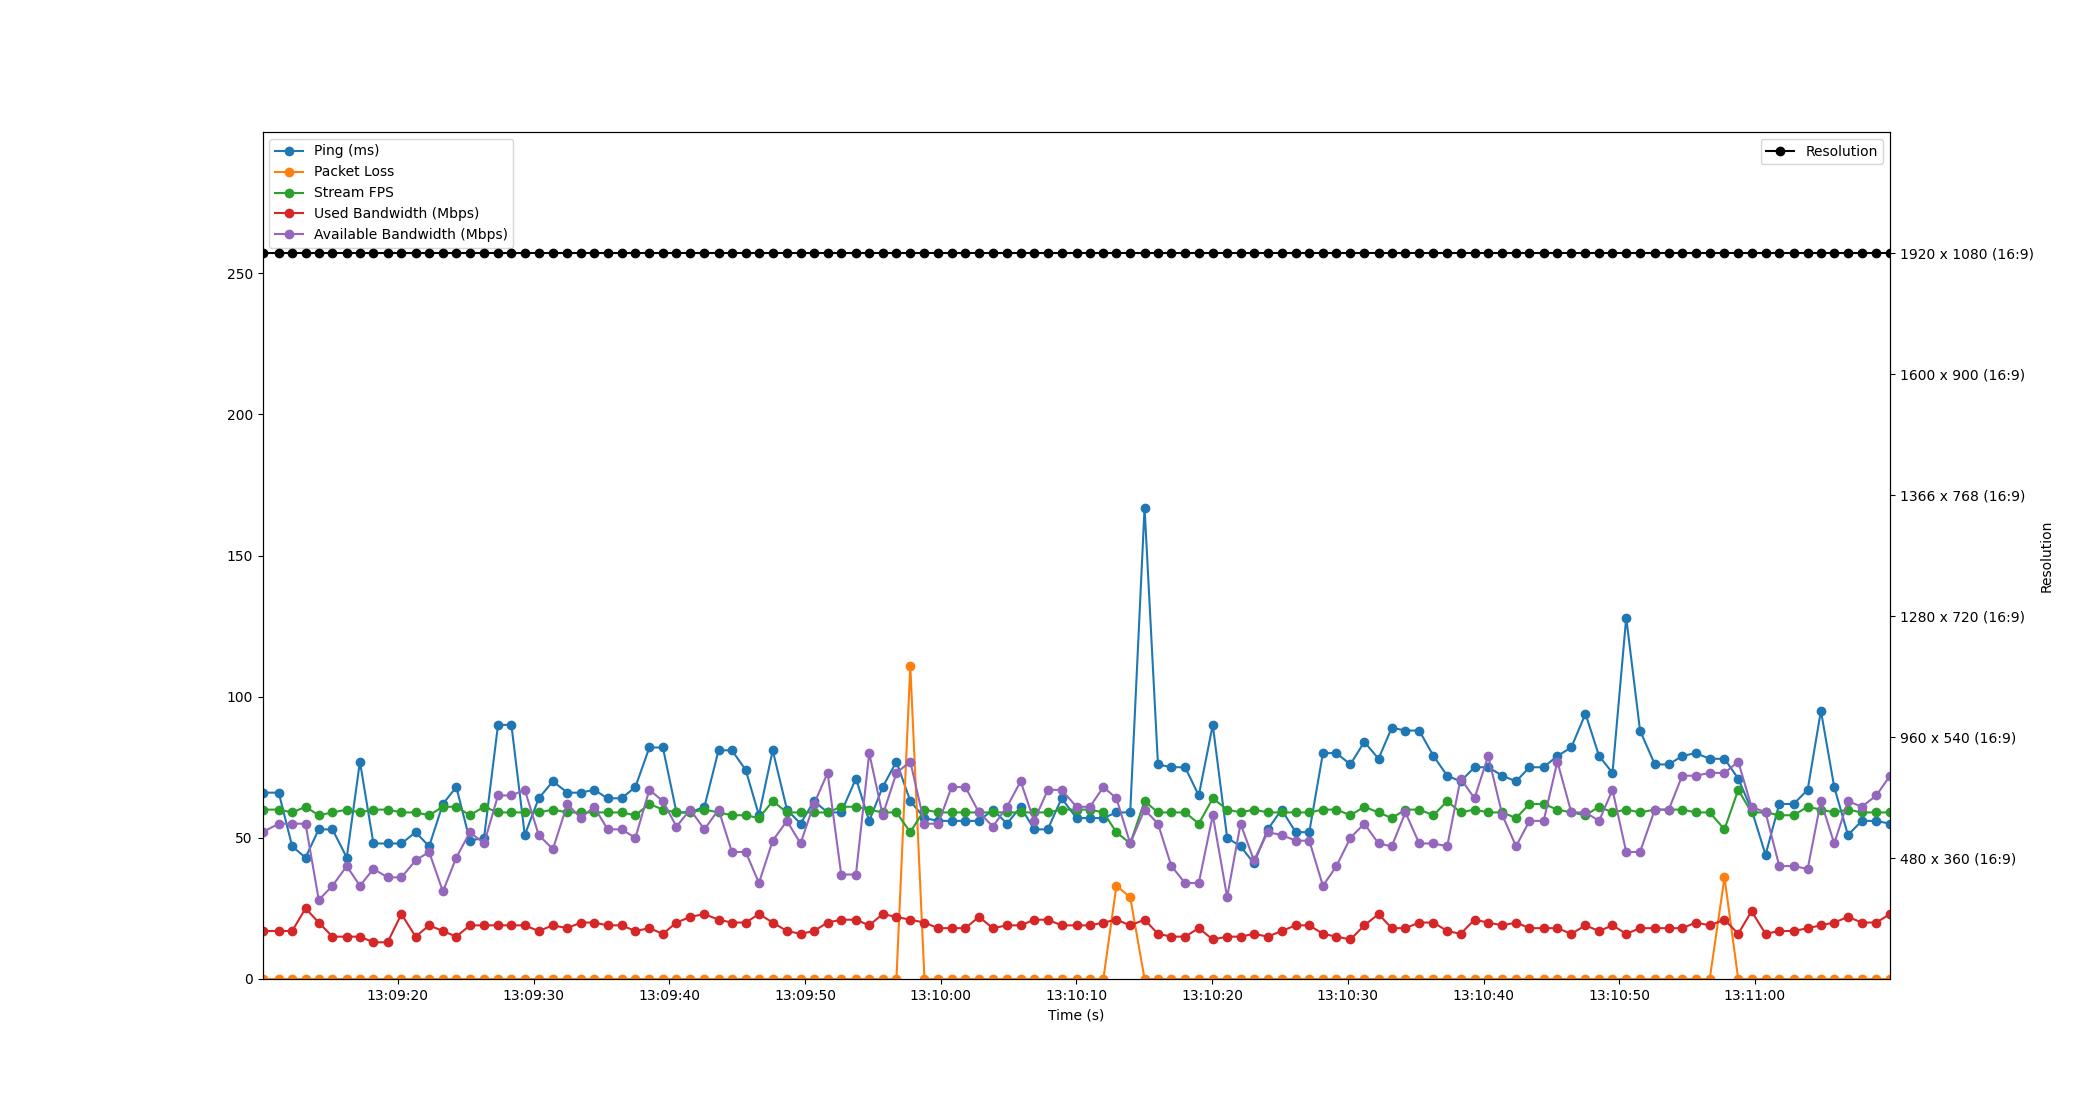 Ping (ms)
Packet Loss
Stream FPS
Used Bandwidth (Mbps)
Available Bandwidth (Mbps)
Resolution
250
200
150
100
50
0
1920 x 1080 (16:9)
1600 x 900 (16:9)
1366 x 768 (16:9)
1280 x 720 (16:9)
960 x 540 (16:9)
480 x 360 (16:9)
Resolution
13:09:20 13:09:30 13:09:40 13:09:50 13:10:00 13:10:10 13:10:20 13:10:30 13:10:40 13:10:50 13:11:00
Time (s)